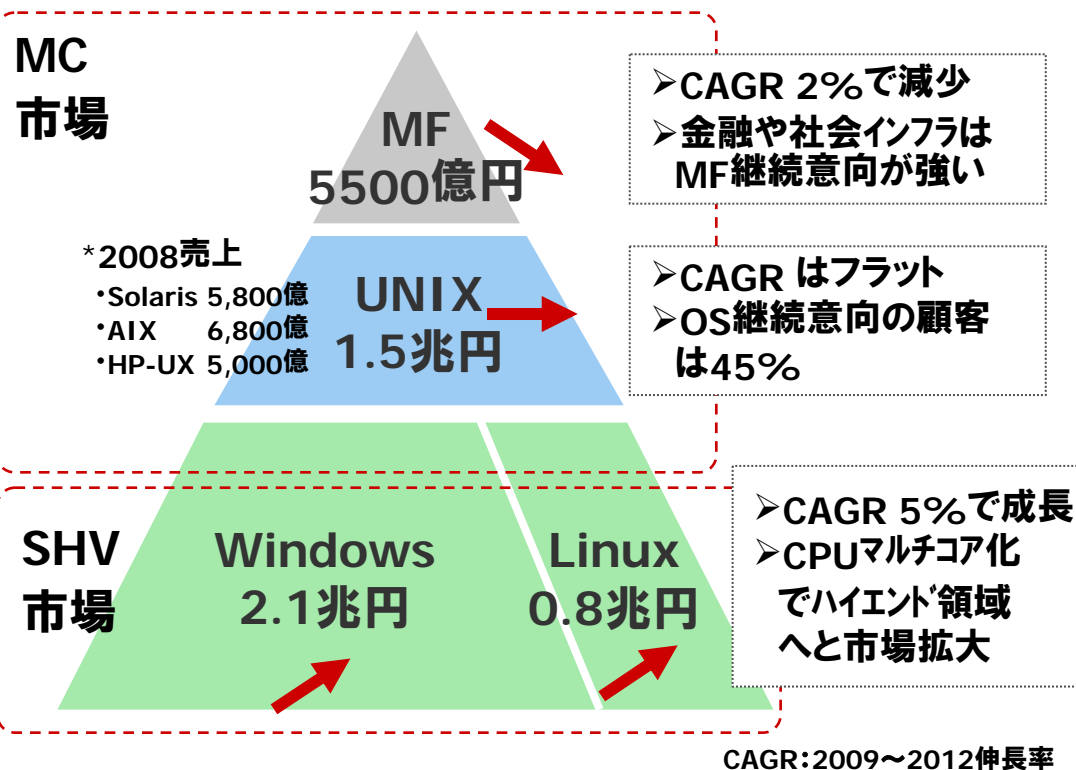 MC
市場
MF
5500億円
➢CAGR 2%で減少
➢金融や社会インフラは
MF継続意向が強い
*2008売上
・Solaris 5,800億
・AIX 6,800億
・HP-UX 5,000億
UNIX
1.5兆円
➢CAGR はフラット
➢OS継続意向の顧客
は45%
SHV
市場
Windows
2.1兆円
Linux
0.8兆円
➢CAGR 5%で成長
➢CPUマルチコア化
でハイエンド領域
へと市場拡大
CAGR：2009～2012伸長率